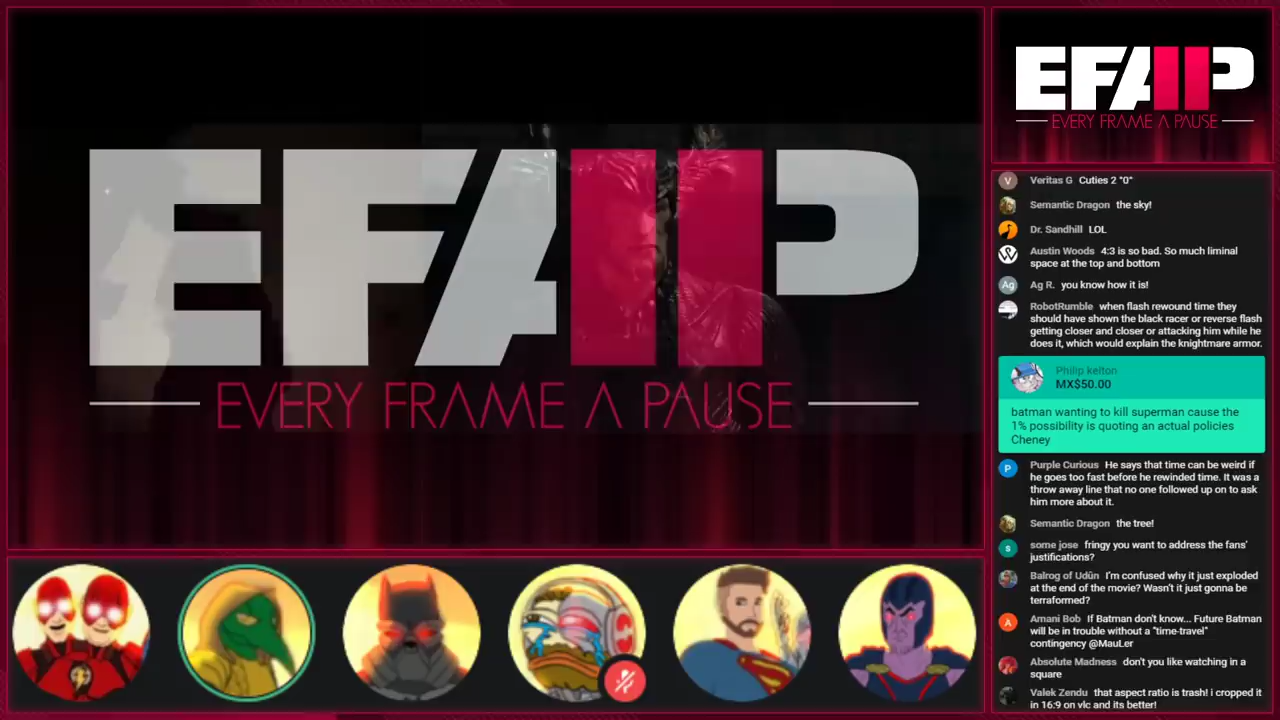 EFAP
EVERY FRAME A PAUSE
EFAP
EVERY FRAME A PAUSE
V Veritas G Cuties 2 "0"
Semantic Dragon the sky!
Dr. Sandhill LOL
Austin Woods 4:3 is so bad. So much liminal
space at the top and bottom
Ag Ag R. you know how it is!
RobotRumble when flash rewound time they
should have shown the black racer or reverse flash
getting closer and closer or attacking him while he
does it, which would explain the knightmare armor.
Philip kelton
MX$50.00
batman wanting to kill superman cause the
1% possibility is quoting an actual policies
Cheney
P Purple Curious He says that time can be weird if
he goes too fast before he rewinded time. It was a
throw away line that no one followed up on to ask
him more about it.
Semantic Dragon the tree!
s some jose fringy you want to address the fans'
justifications?
Balrog of Udûn I'm confused why it just exploded
at the end of the movie? Wasn't it just gonna be
terraformed?
A Amani Bob If Batman don't know... Future Batman
will be in trouble without a "time-travel"
contingency @MauLer
Absolute Madness don't you like watching in a
square
Valek Zendu that aspect ratio is trash! i cropped it
in 16:9 on vlc and its better!